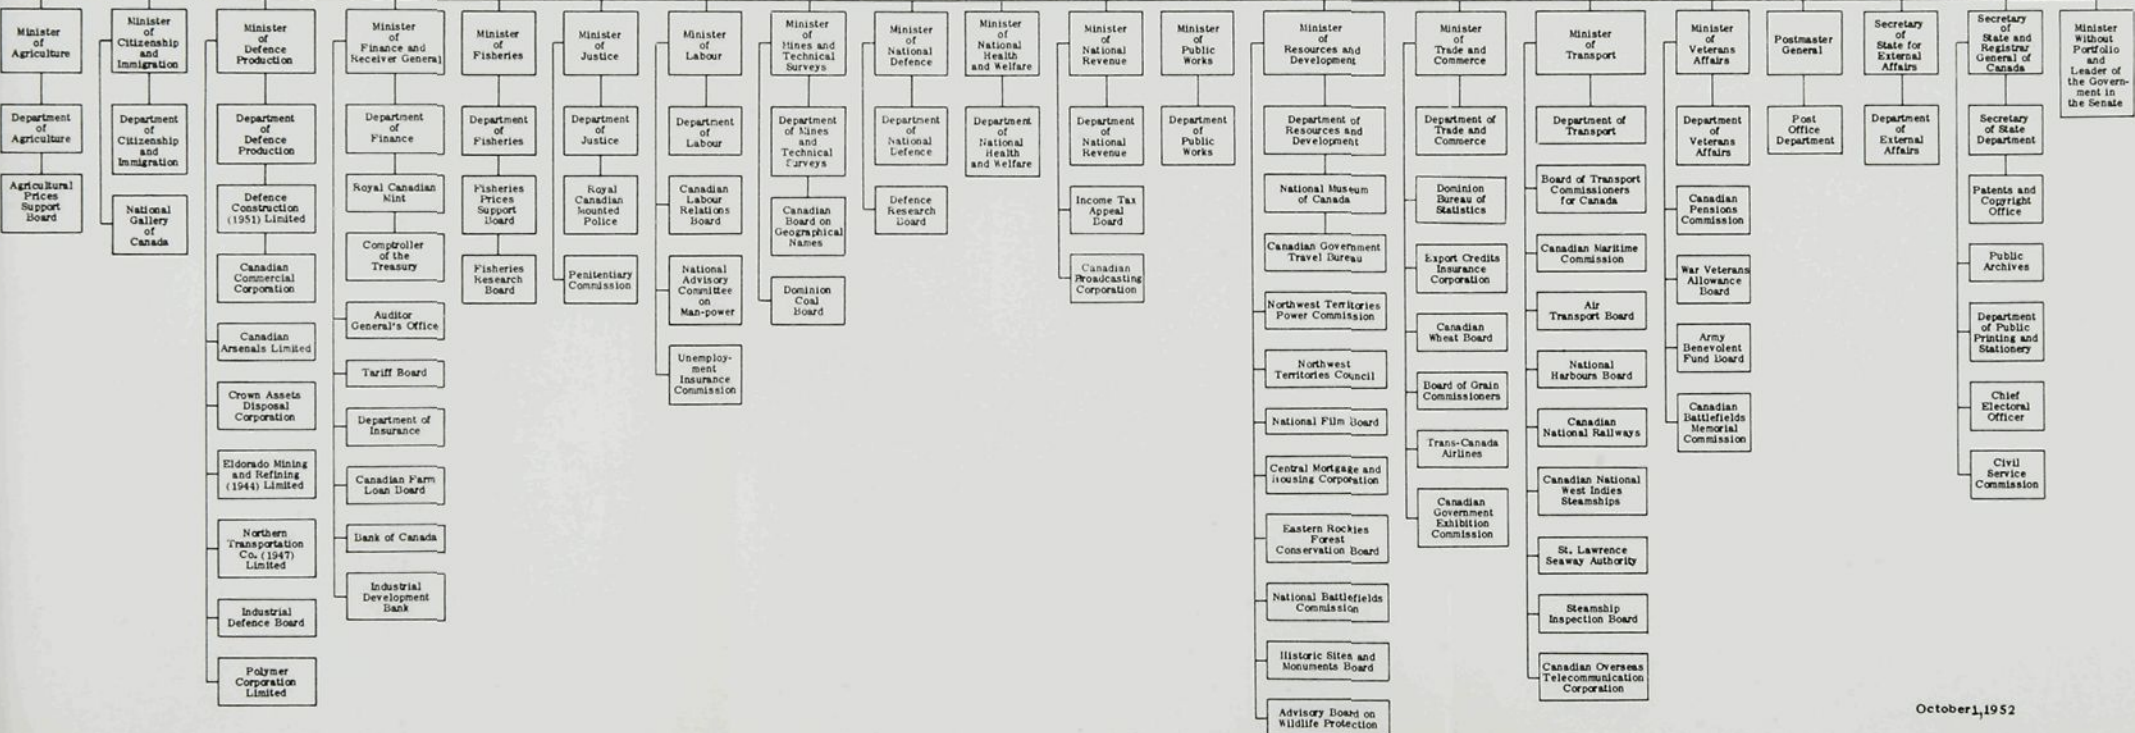 Minister
of
Agriculture
Department
of
Agriculture
Agricultural
Prices
Support
Board
Minister
of
Citizenship
and
Immigration
Department
of
Citizenship
and
Immigration
National
Gallery
of
Canada
Minister
of
Defence
Production
Department
of
Defence
Production
Defence
Construction
(1951) Limited
Canadian
Commercial
Corporation
Canadian
Arsenals Limited
Crown Assets
Disposal
Corporation
Eldorado Mining
and Refining
(1944) Limited
Northern
Transportation
Co. (1947)
Limited
Industrial
Defence Board
Polymer
Corporation
Limited
Minister
of
Finance and
Receiver General
Department
of
Finance
Royal Canadian
Mint
Comptroller
of the
Treasury
Auditor
General's Office
Tariff Board
Department of
Insurance
Canadian Farm
Loan Board
Bank of Canada
Industrial
Development
Bank
Minister
of
Fisheries
Department
of
Fisheries
Fisheries
Prices
Support
Board
Fisheries
Research
Board
Minister
of
Justice
Department
of
Justice
Royal
Canadian
Mounted
Police
Penitentiary
Commission
Minister
of
Labour
Department
of
Labour
Canadian
Labour
Relations
Board
National
Advisory
Committee
on
Man-power
Unemploy-
ment
Insurance
Commission
Minister
of
Mines and
Technical
Surveys
Department
of Mines
and
Technical
Surveys
Canadian
Board on
Geographical
Names
Dominion
Coal
Board
Minister
of
National
Defence
Department
of
National
Defence
Defence
Research
Board
Minister
of
National
Health
and Welfare
Department
of
National
Health
and Welfare
Minister
of
National
Revenue
Department
of
National
Revenue
Income Tax
Appeal
Board
Canadian
Broadcasting
Corporation
Minister
of
Public
Works
Department
of
Public
Works
Minister
of
Resources and
Development
Department of
Resources and
Development
National Museum
of Canada
Canadian Government
Travel Bureau
Northwest Territories
Power Commission
Northwest
Territories Council
National Film Board
Central Mortgage and
Housing Corporation
Eastern Rockies
Forest
Conservation Board
National Battlefields
Commission
Historic Sites and
Monuments Board
Advisory Board on
Wildlife Protection
Minister
of
Trade and
Commerce
Department of
Trade and
Commerce
Dominion
Bureau of
Statistics
Export Credits
Insurance
Corporation
Canadian
Wheat Board
Board of Grain
Commissioners
Trans-Canada
Airlines
Canadian
Government
Exhibition
Commission
Minister
of
Transport
Department of
Transport
Board of Transport
Commissioners
for Canada
Canadian Maritime
Commission
Air
Transport Board
National
Harbours Board
Canadian
National Railways
Canadian National
West Indies
Steamships
St. Lawrence
Seaway Authority
Steamship
Inspection Board
Canadian Overseas
Telecommunication
Corporation
Minister
of
Veterans
Affairs
Department
of
Veterans
Affairs
Canadian
Pensions
Commission
War Veterans
Allowance
Board
Army
Benevolent
Fund Board
Canadian
Battlefields
Memorial
Commission
Postmaster
General
Post
Office
Department
Secretary
of
State for
External
Affairs
Department
of
External
Affairs
Secretary
of
State and
Registrar
General of
Canada
Secretary
of State
Department
Patents and
Copyright
Office
Public
Archives
Department
of Public
Printing and
Stationery
Chief
Electoral
Officer
Civil
Service
Commission
Minister
Without
Portfolio
and
Leader of
the Govern-
ment in
the Senate
October 1, 1952